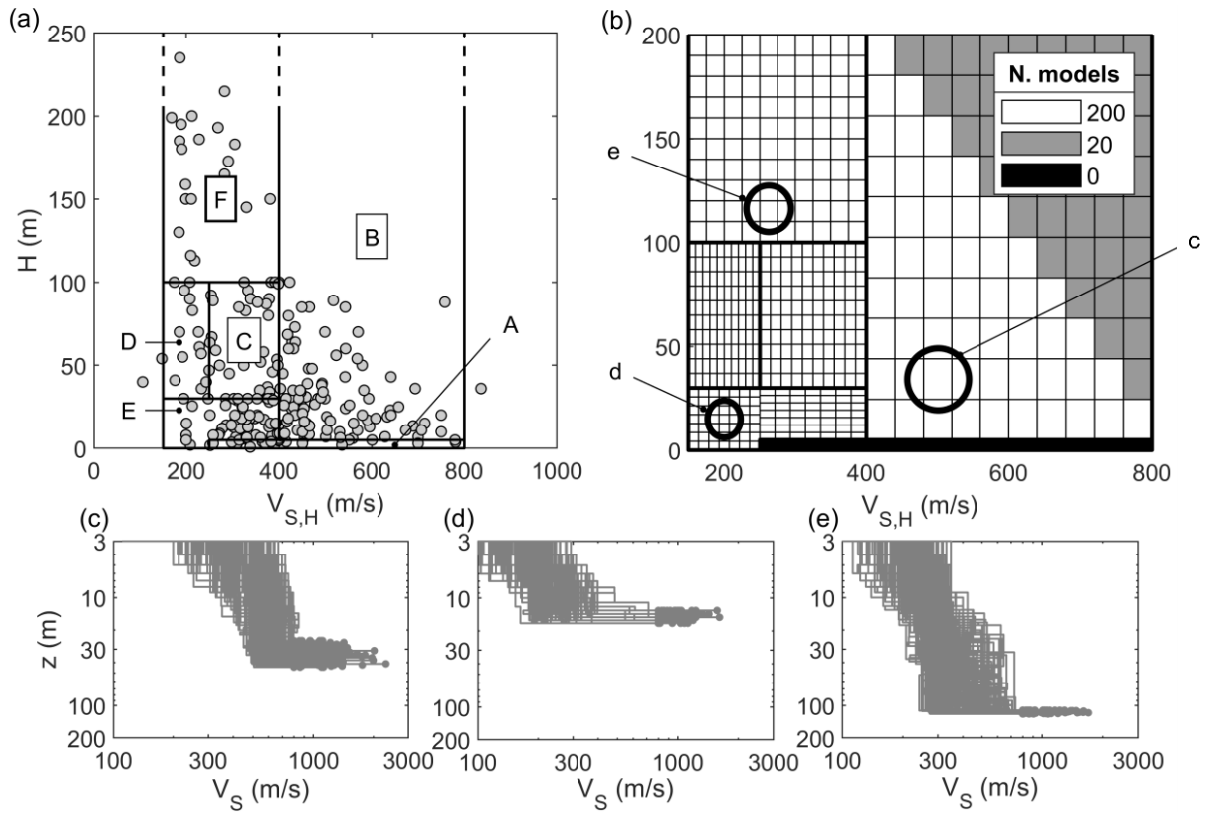 (a)
250
200
150
100
50
0
H (m)
F
B
D
C
A
E
0 200 400 600 800 1000
V_S,H (m/s)
(b)
200
150
100
50
0
e
d
c
N. models
200
20
0
200 400 600 800
V_S,H (m/s)
(c)
3
10
30
100
200
z (m)
100 300 1000 3000
V_S (m/s)
(d)
3
10
30
100
200
100 300 1000 3000
V_S (m/s)
(e)
3
10
30
100
200
100 300 1000 3000
V_S (m/s)